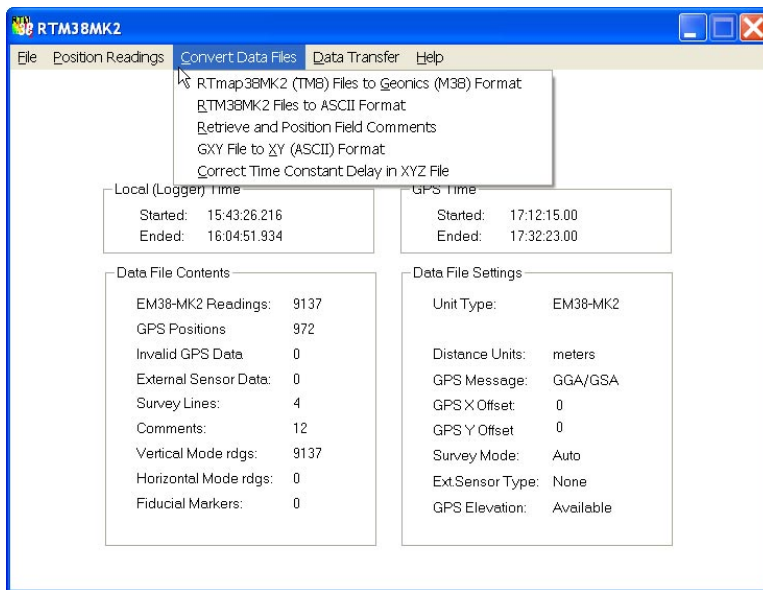 RTM38MK2
File Position Readings Convert Data Files Data Transfer Help
RTmap38MK2 (TM8) Files to Geonics (M38) Format
RTM38MK2 Files to ASCII Format
Retrieve and Position Field Comments
GXY File to XY (ASCII) Format
Correct Time Constant Delay in XYZ File
Local (Logger) Time
Started: 15:43:26.216
Ended: 16:04:51.934
GPS Time
Started: 17:12:15.00
Ended: 17:32:23.00
Data File Contents
EM38-MK2 Readings: 9137
GPS Positions 972
Invalid GPS Data 0
External Sensor Data: 0
Survey Lines: 4
Comments: 12
Vertical Mode rdgs: 9137
Horizontal Mode rdgs: 0
Fiducial Markers: 0
Data File Settings
Unit Type: EM38-MK2
Distance Units: meters
GPS Message: GGA/GSA
GPS X Offset: 0
GPS Y Offset 0
Survey Mode: Auto
Ext.Sensor Type: None
GPS Elevation: Available